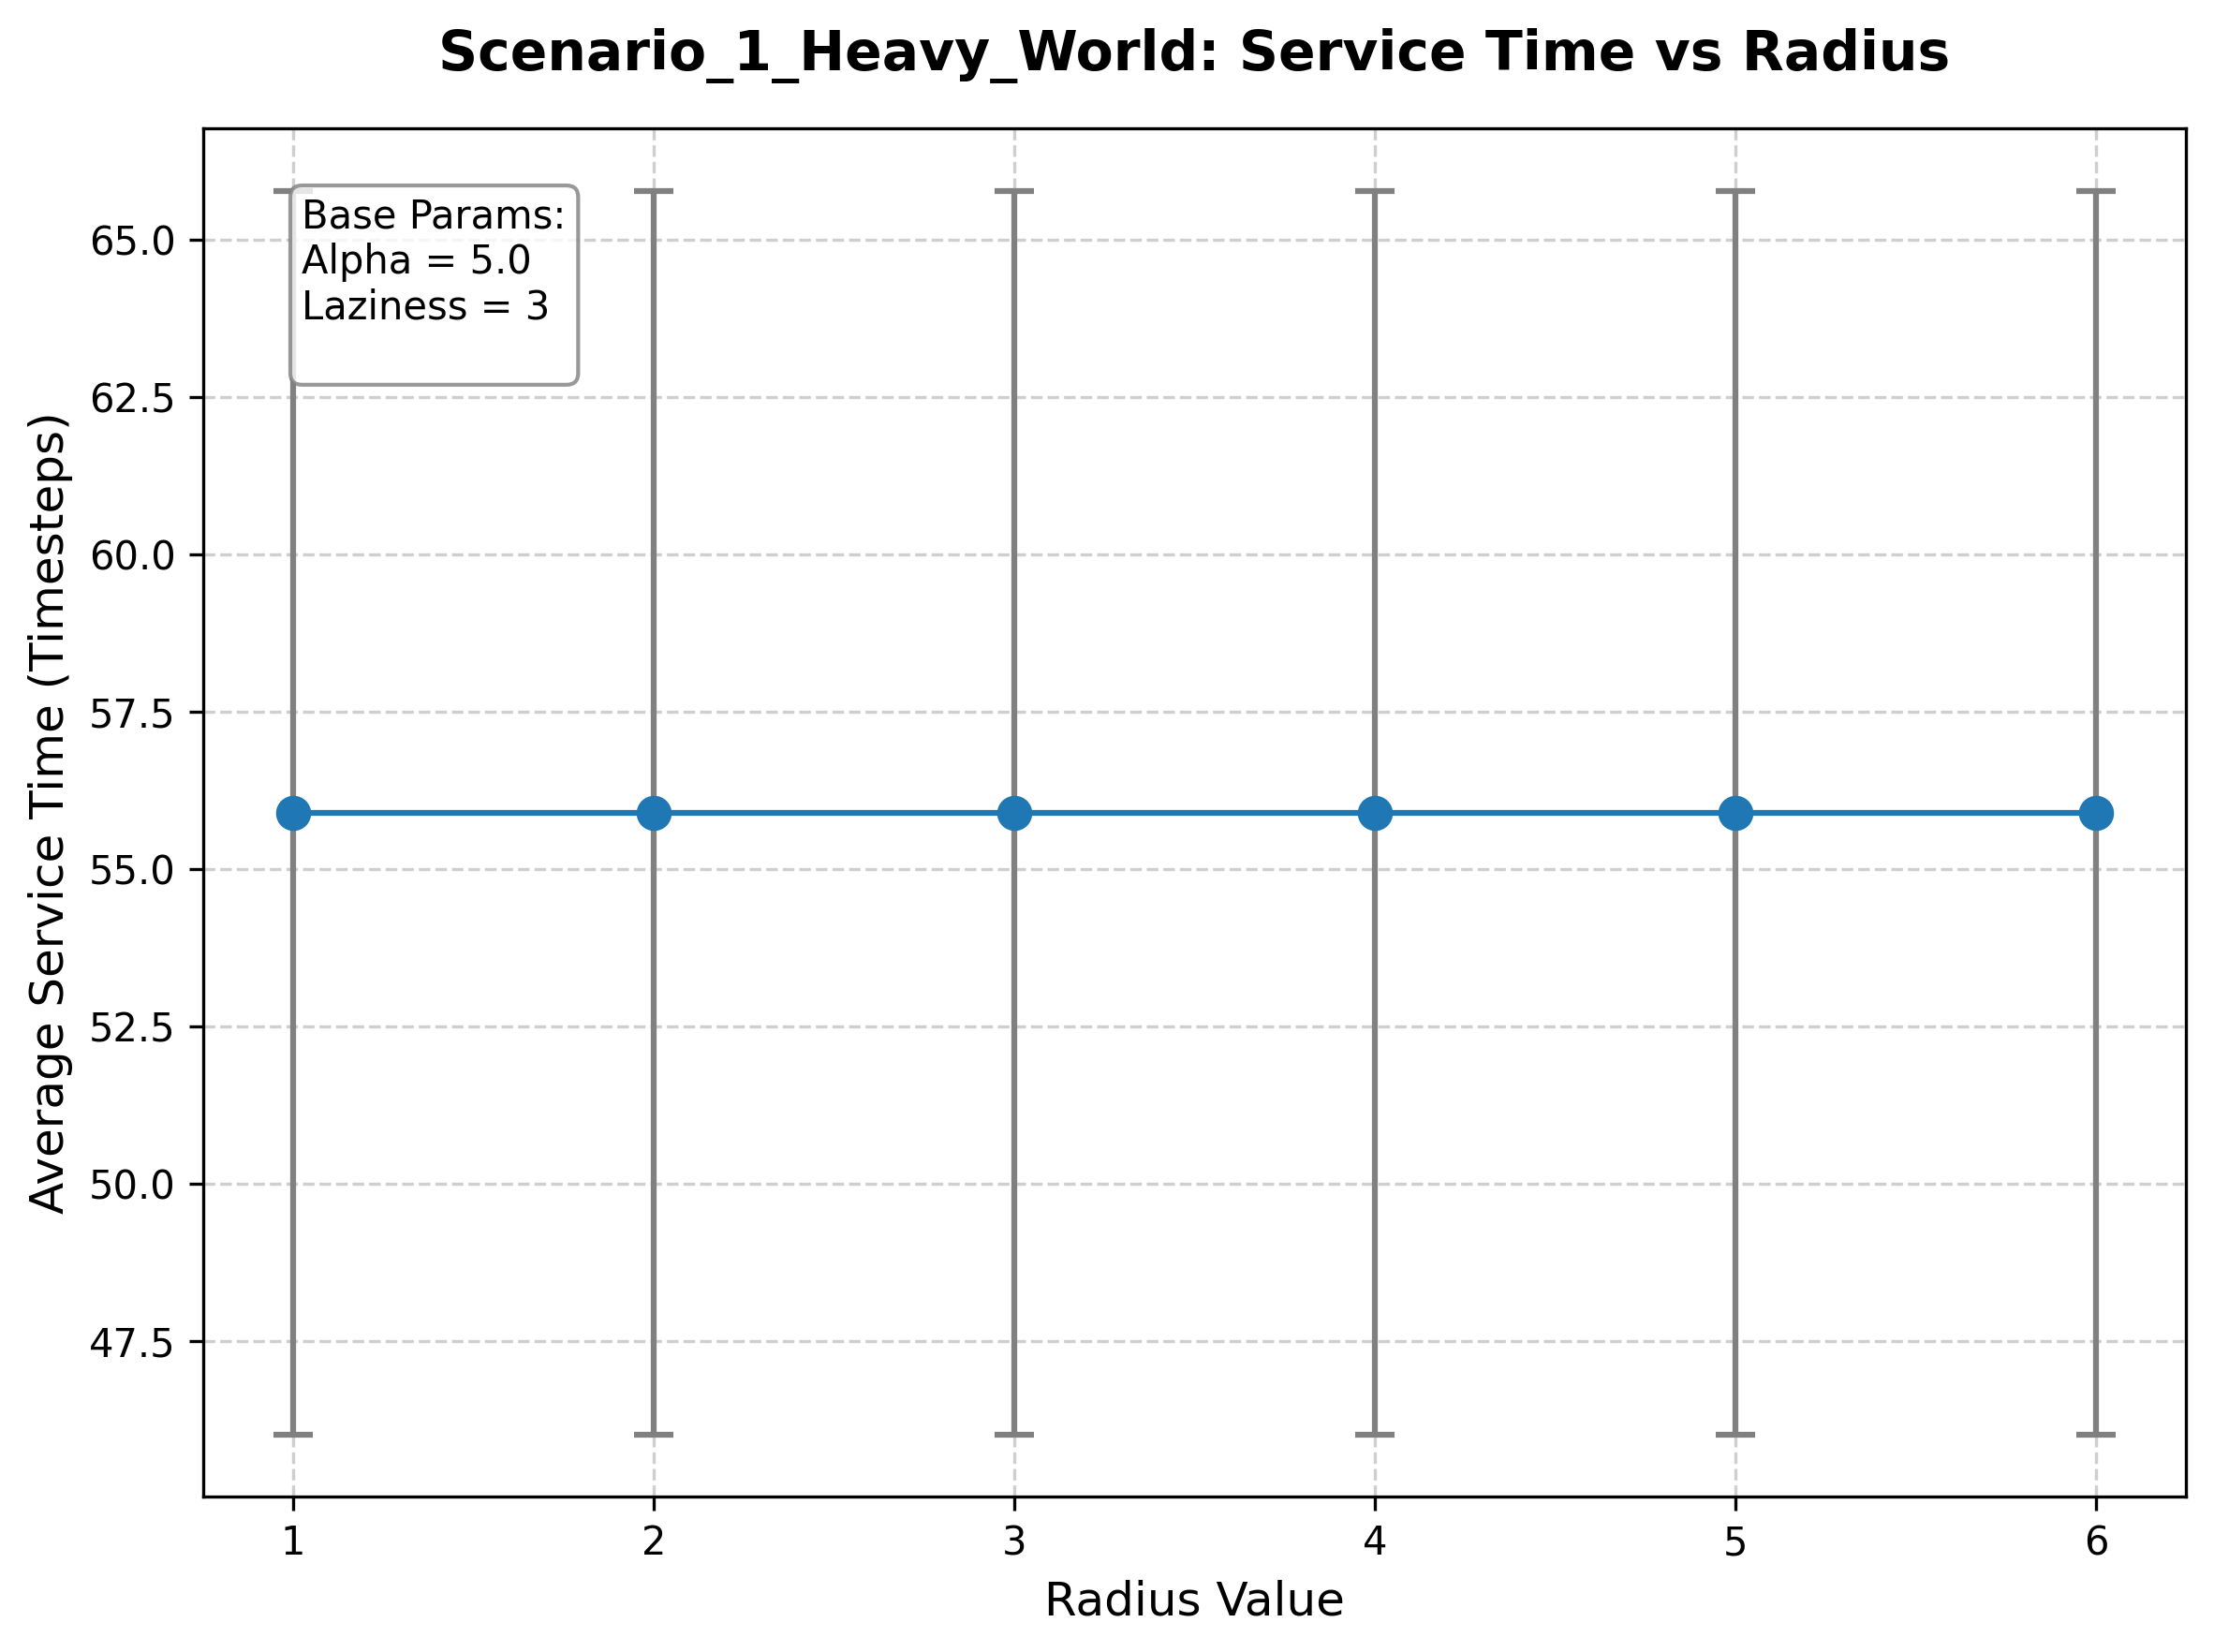 Scenario_1_Heavy_World: Service Time vs Radius
Base Params:
Alpha = 5.0
Laziness = 3
65.0
62.5
60.0
57.5
55.0
52.5
50.0
47.5
Average Service Time (Timesteps)
1 2 3 4 5 6
Radius Value